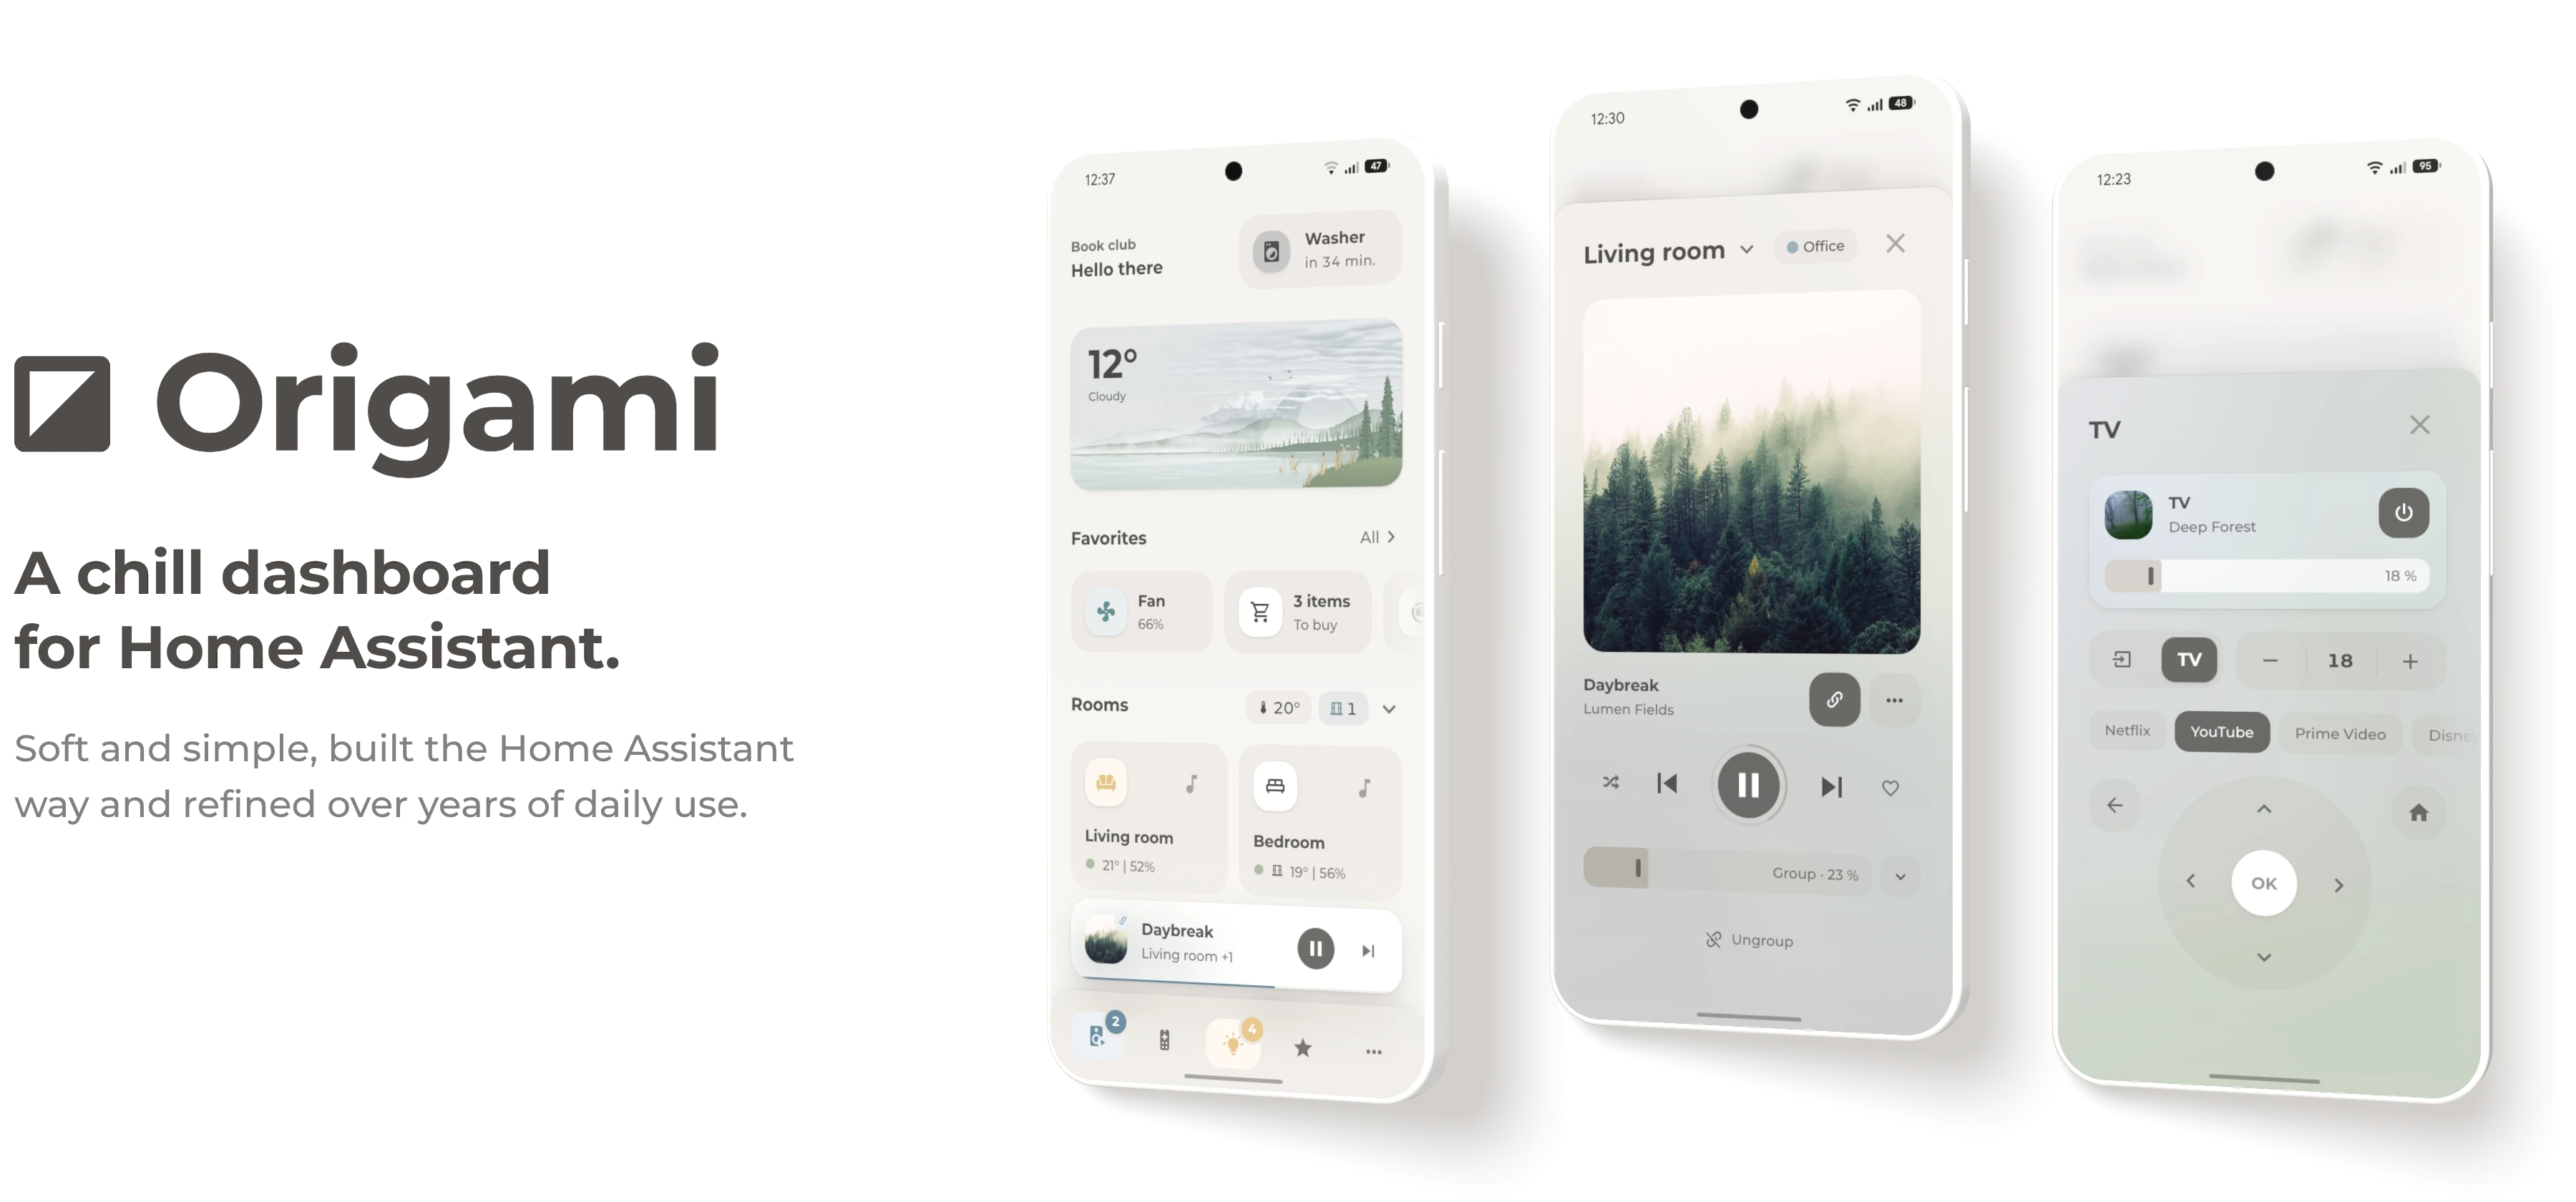 Origami
A chill dashboard
for Home Assistant.
Soft and simple, built the Home Assistant
way and refined over years of daily use.
12:37
47
Book club
Hello there
Washer
in 34 min.
12°
Cloudy
Favorites
All
Fan
66%
3 items
To buy
Rooms
20°
1
Living room
21° | 52%
Bedroom
19° | 56%
Daybreak
Living room +1
2
4
12:30
48
Living room
Office
Daybreak
Lumen Fields
Group · 23 %
Ungroup
12:23
95
TV
TV
Deep Forest
18 %
TV
18
Netflix
YouTube
Prime Video
Disney
OK